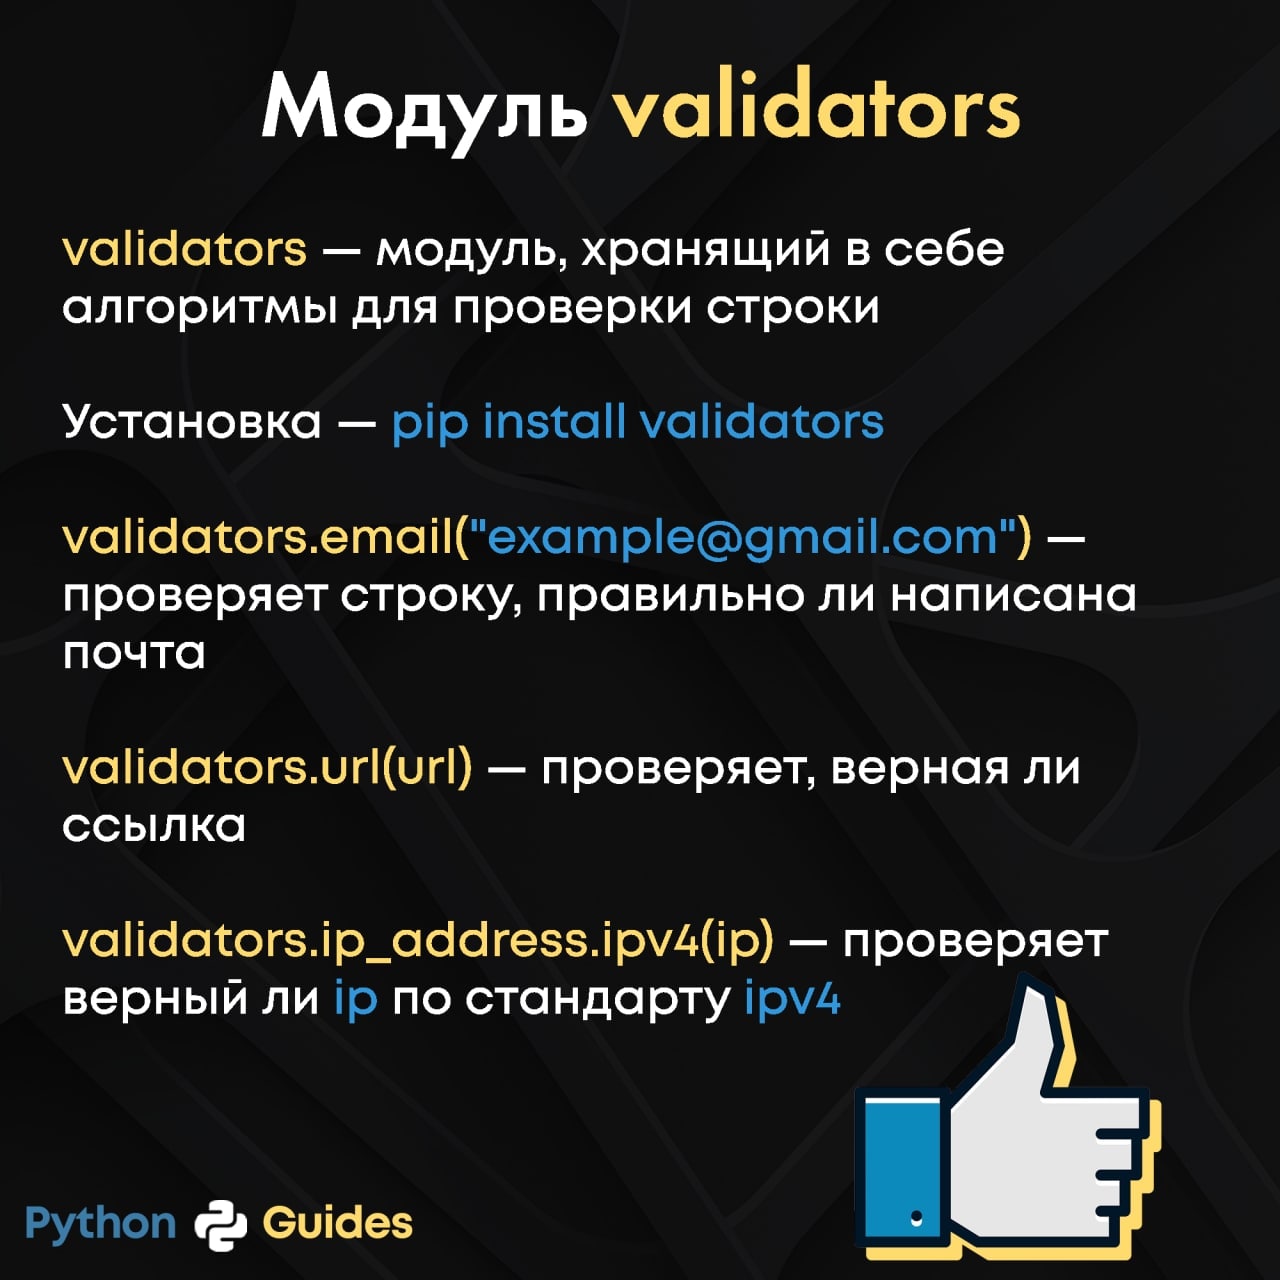 Модуль validators
validators — модуль, хранящий в себе
алгоритмы для проверки строки
Установка — pip install validators
validators.email("example@gmail.com") —
проверяет строку, правильно ли написана
почта
validators.url(url) — проверяет, верная ли
ссылка
validators.ip_address.ipv4(ip) — проверяет
верный ли ip по стандарту ipv4
Python Guides